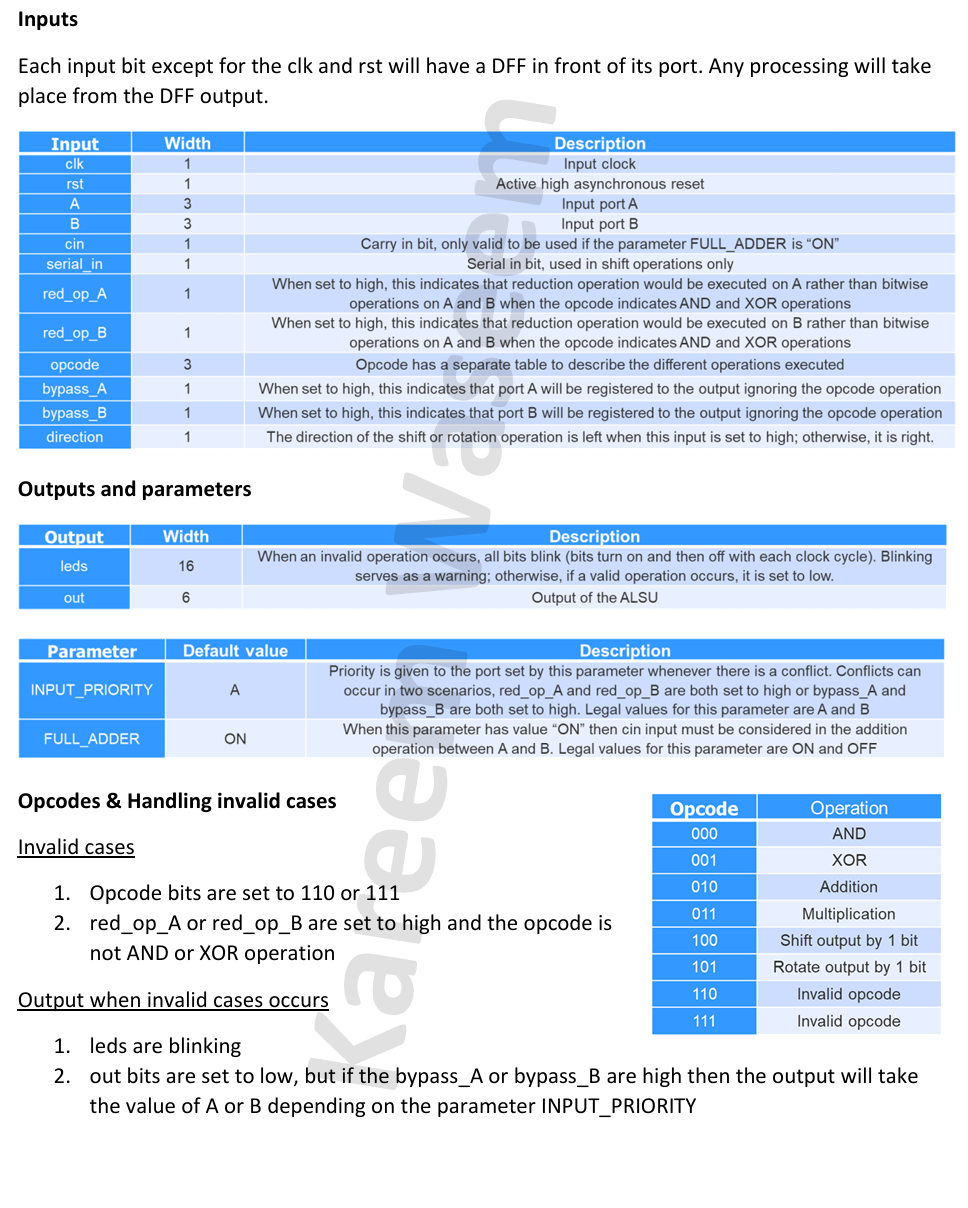 Inputs
Each input bit except for the clk and rst will have a DFF in front of its port. Any processing will take
place from the DFF output.
Input Width Description
clk 1 Input clock
rst 1 Active high asynchronous reset
A 3 Input port A
B 3 Input port B
cin 1 Carry in bit, only valid to be used if the parameter FULL_ADDER is “ON”
serial_in 1 Serial in bit, used in shift operations only
red_op_A 1 When set to high, this indicates that reduction operation would be executed on A rather than bitwise
operations on A and B when the opcode indicates AND and XOR operations
red_op_B 1 When set to high, this indicates that reduction operation would be executed on B rather than bitwise
operations on A and B when the opcode indicates AND and XOR operations
opcode 3 Opcode has a separate table to describe the different operations executed
bypass_A 1 When set to high, this indicates that port A will be registered to the output ignoring the opcode operation
bypass_B 1 When set to high, this indicates that port B will be registered to the output ignoring the opcode operation
direction 1 The direction of the shift or rotation operation is left when this input is set to high; otherwise, it is right.
Outputs and parameters
Output Width Description
leds 16 When an invalid operation occurs, all bits blink (bits turn on and then off with each clock cycle). Blinking
serves as a warning; otherwise, if a valid operation occurs, it is set to low.
out 6 Output of the ALSU
Parameter Default value Description
INPUT_PRIORITY A Priority is given to the port set by this parameter whenever there is a conflict. Conflicts can
occur in two scenarios, red_op_A and red_op_B are both set to high or bypass_A and
bypass_B are both set to high. Legal values for this parameter are A and B
FULL_ADDER ON When this parameter has value “ON” then cin input must be considered in the addition
operation between A and B. Legal values for this parameter are ON and OFF
Opcodes & Handling invalid cases
Invalid cases
1. Opcode bits are set to 110 or 111
2. red_op_A or red_op_B are set to high and the opcode is
not AND or XOR operation
Output when invalid cases occurs
1. leds are blinking
2. out bits are set to low, but if the bypass_A or bypass_B are high then the output will take
the value of A or B depending on the parameter INPUT_PRIORITY
Opcode Operation
000 AND
001 XOR
010 Addition
011 Multiplication
100 Shift output by 1 bit
101 Rotate output by 1 bit
110 Invalid opcode
111 Invalid opcode
Kareem Waseem